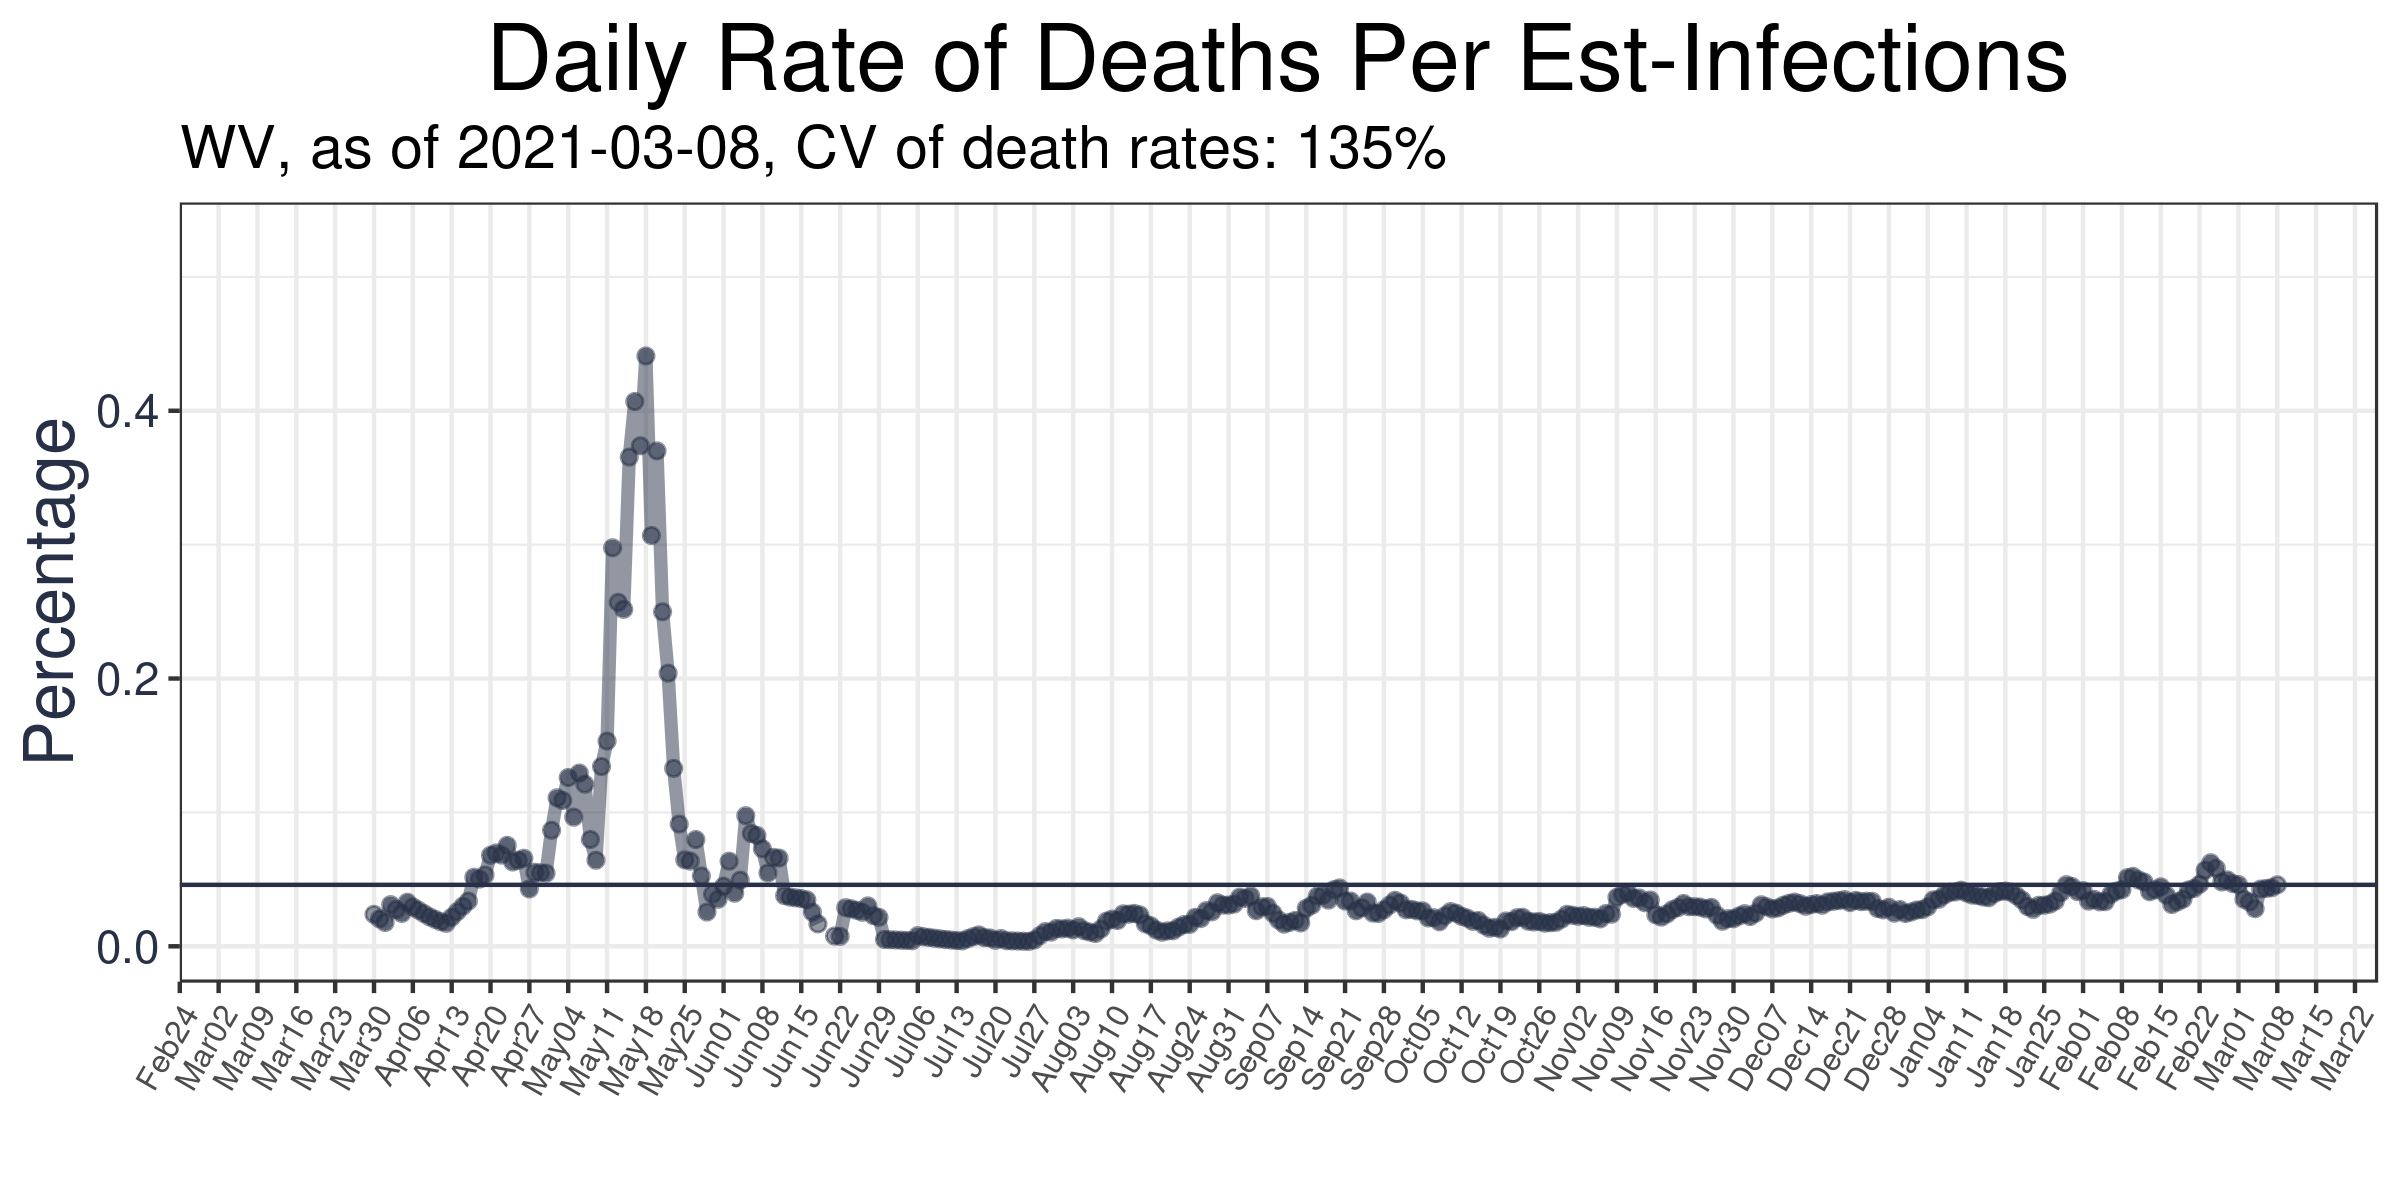 Daily Rate of Deaths Per Est-Infections
WV, as of 2021-03-08, CV of death rates: 135%
Percentage
0.4
0.2
0.0
Feb24
Mar02
Mar09
Mar16
Mar23
Mar30
Apr06
Apr13
Apr20
Apr27
May04
May11
May18
May25
Jun01
Jun08
Jun15
Jun22
Jun29
Jul06
Jul13
Jul20
Jul27
Aug03
Aug10
Aug17
Aug24
Aug31
Sep07
Sep14
Sep21
Sep28
Oct05
Oct12
Oct19
Oct26
Nov02
Nov09
Nov16
Nov23
Nov30
Dec07
Dec14
Dec21
Dec28
Jan04
Jan11
Jan18
Jan25
Feb01
Feb08
Feb15
Feb22
Mar01
Mar08
Mar15
Mar22